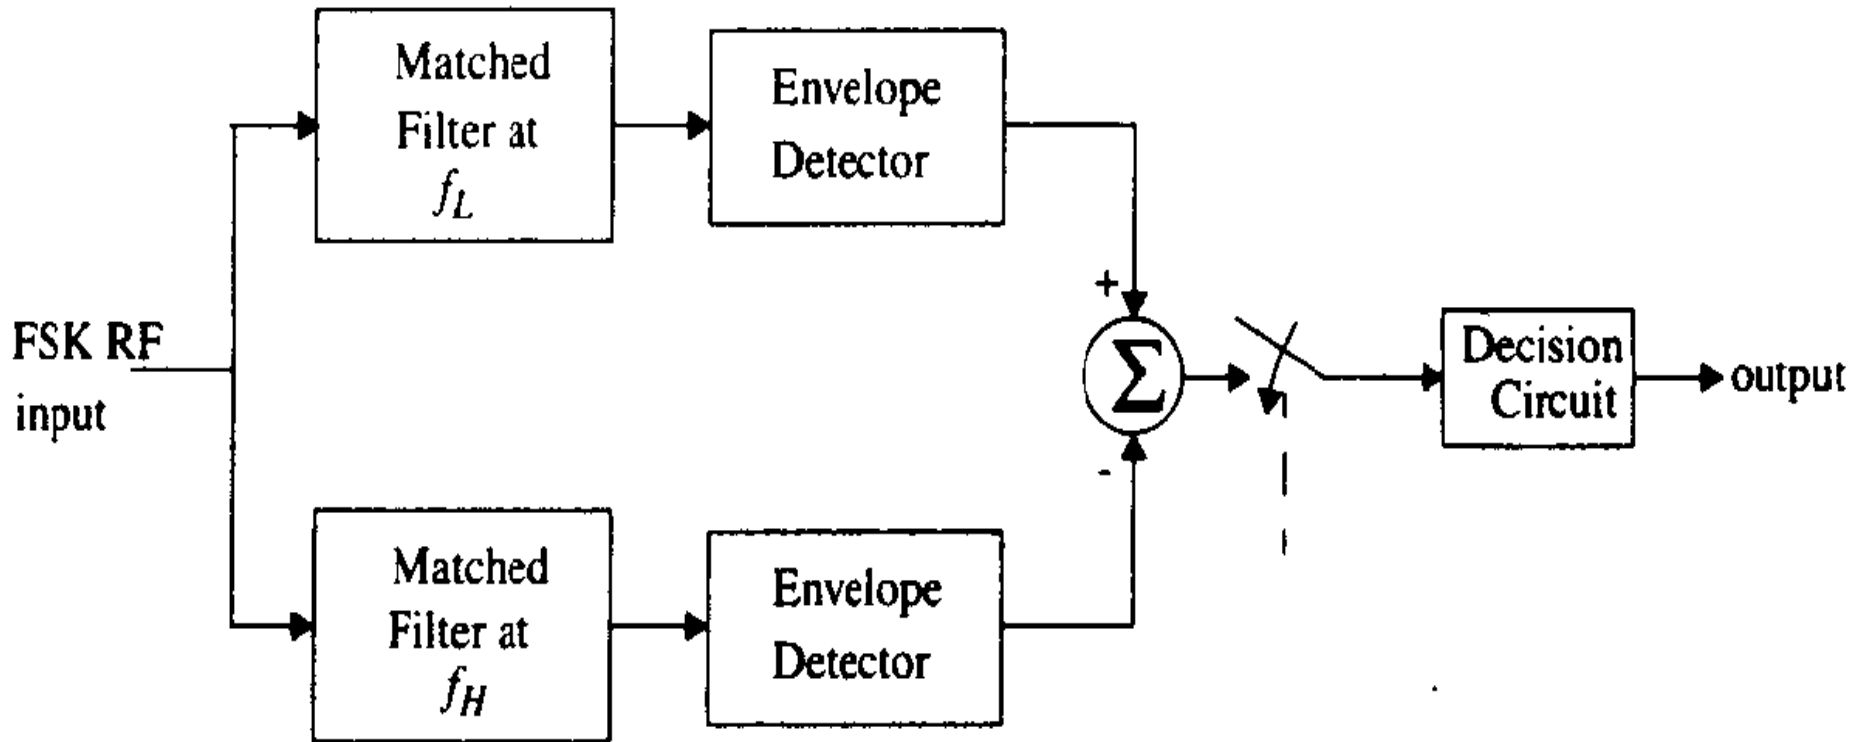 Matched
Filter at
f_L
Envelope
Detector
+
FSK RF
input
Σ
Decision
Circuit
output
-
Matched
Filter at
f_H
Envelope
Detector